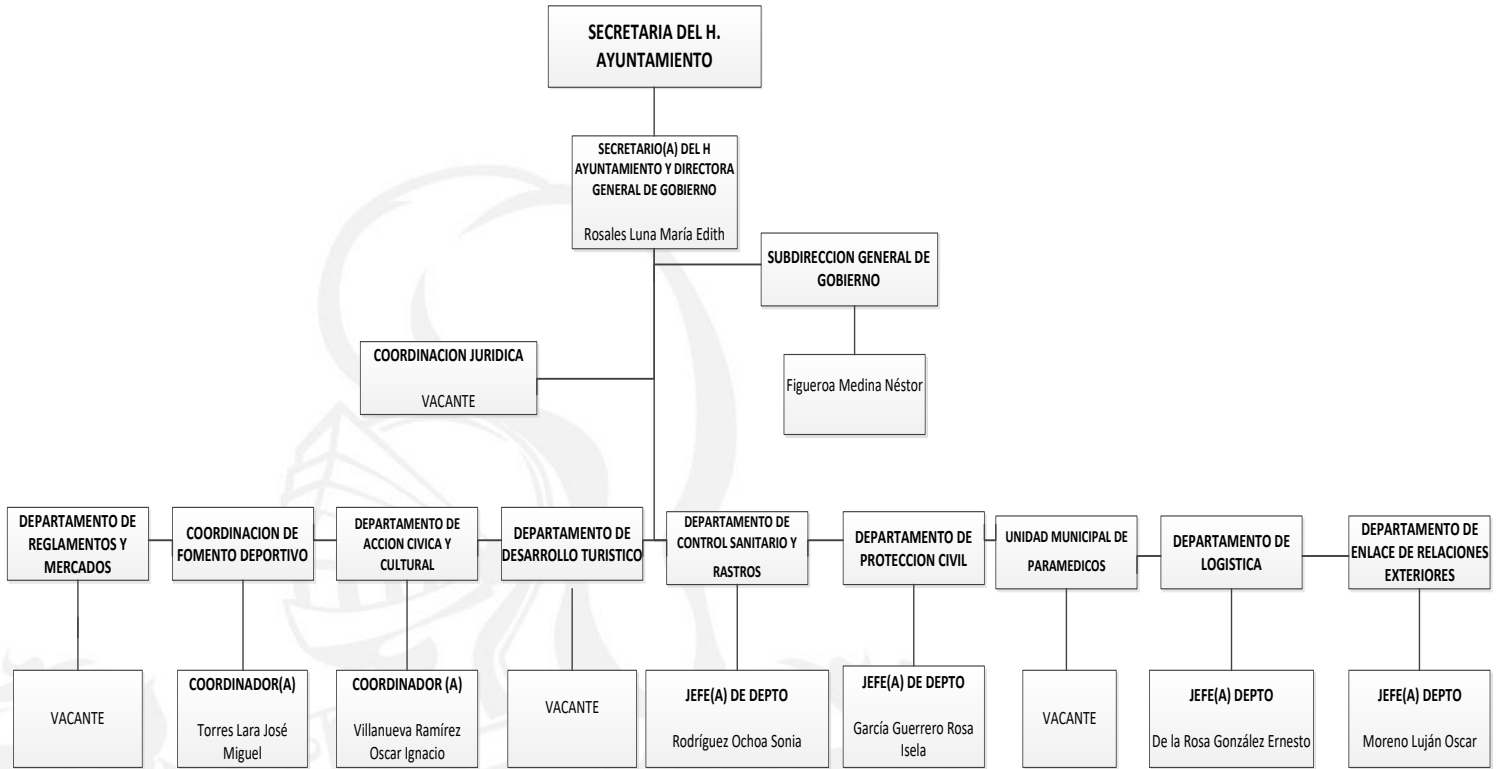 SECRETARIA DEL H.
AYUNTAMIENTO
SECRETARIO(A) DEL H
AYUNTAMIENTO Y DIRECTORA
GENERAL DE GOBIERNO
Rosales Luna María Edith
SUBDIRECCION GENERAL DE
GOBIERNO
Figueroa Medina Néstor
COORDINACION JURIDICA
VACANTE
DEPARTAMENTO DE
REGLAMENTOS Y
MERCADOS
COORDINACION DE
FOMENTO DEPORTIVO
DEPARTAMENTO DE
ACCION CIVICA Y
CULTURAL
DEPARTAMENTO DE
DESARROLLO TURISTICO
DEPARTAMENTO DE
CONTROL SANITARIO Y
RASTROS
DEPARTAMENTO DE
PROTECCION CIVIL
UNIDAD MUNICIPAL DE
PARAMEDICOS
DEPARTAMENTO DE
LOGISTICA
DEPARTAMENTO DE
ENLACE DE RELACIONES
EXTERIORES
VACANTE
COORDINADOR(A)
Torres Lara José
Miguel
COORDINADOR (A)
Villanueva Ramírez
Oscar Ignacio
VACANTE
JEFE(A) DE DEPTO
Rodríguez Ochoa Sonia
JEFE(A) DE DEPTO
García Guerrero Rosa
Isela
VACANTE
JEFE(A) DEPTO
De la Rosa González Ernesto
JEFE(A) DEPTO
Moreno Luján Oscar